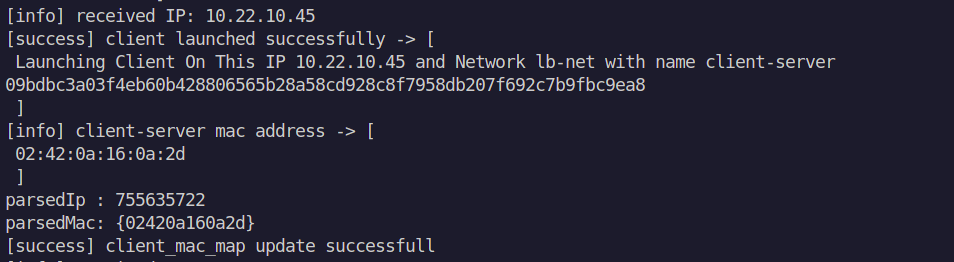 [info] received IP: 10.22.10.45
[success] client launched successfully -> [
Launching Client On This IP 10.22.10.45 and Network lb-net with name client-server
09bdbc3a03f4eb60b428806565b28a58cd928c8f7958db207f692c7b9fbc9ea8
]
[info] client-server mac address -> [
02:42:0a:16:0a:2d
]
parsedIp : 755635722
parsedMac: {02420a160a2d}
[success] client_mac_map update successfull